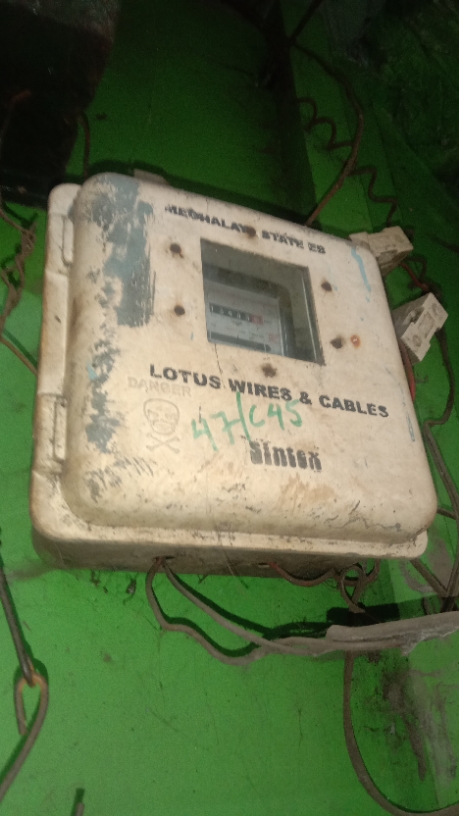 MEGHALAYA STATE EB
LOTUS WIRES & CABLES
DANGER
47/C45
Sintex